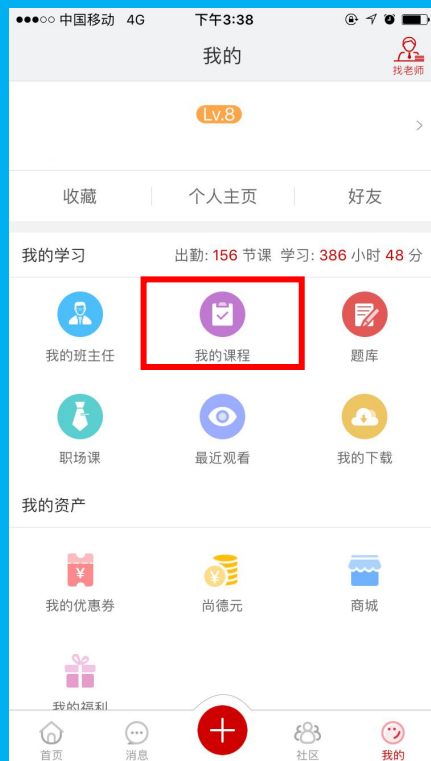 中国移动 4G 下午3:38
我的
找老师
Lv.8
收藏 个人主页 好友
我的学习 出勤: 156 节课 学习: 386 小时 48 分
我的班主任 我的课程 题库
职场课 最近观看 我的下载
我的资产
¥ ¥
我的优惠券 尚德元 商城
我的福利
首页 消息 社区 我的